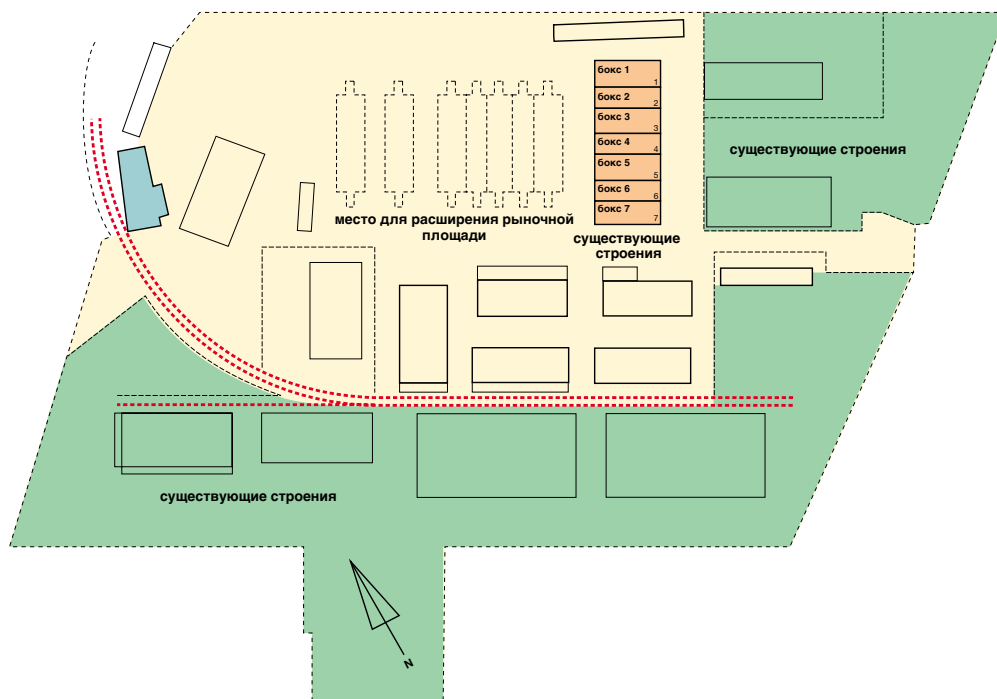 бокс 1
1
бокс 2
2
бокс 3
3
бокс 4
4
бокс 5
5
бокс 6
6
бокс 7
7
существующие строения
место для расширения рыночной
площади
существующие
строения
существующие строения
N